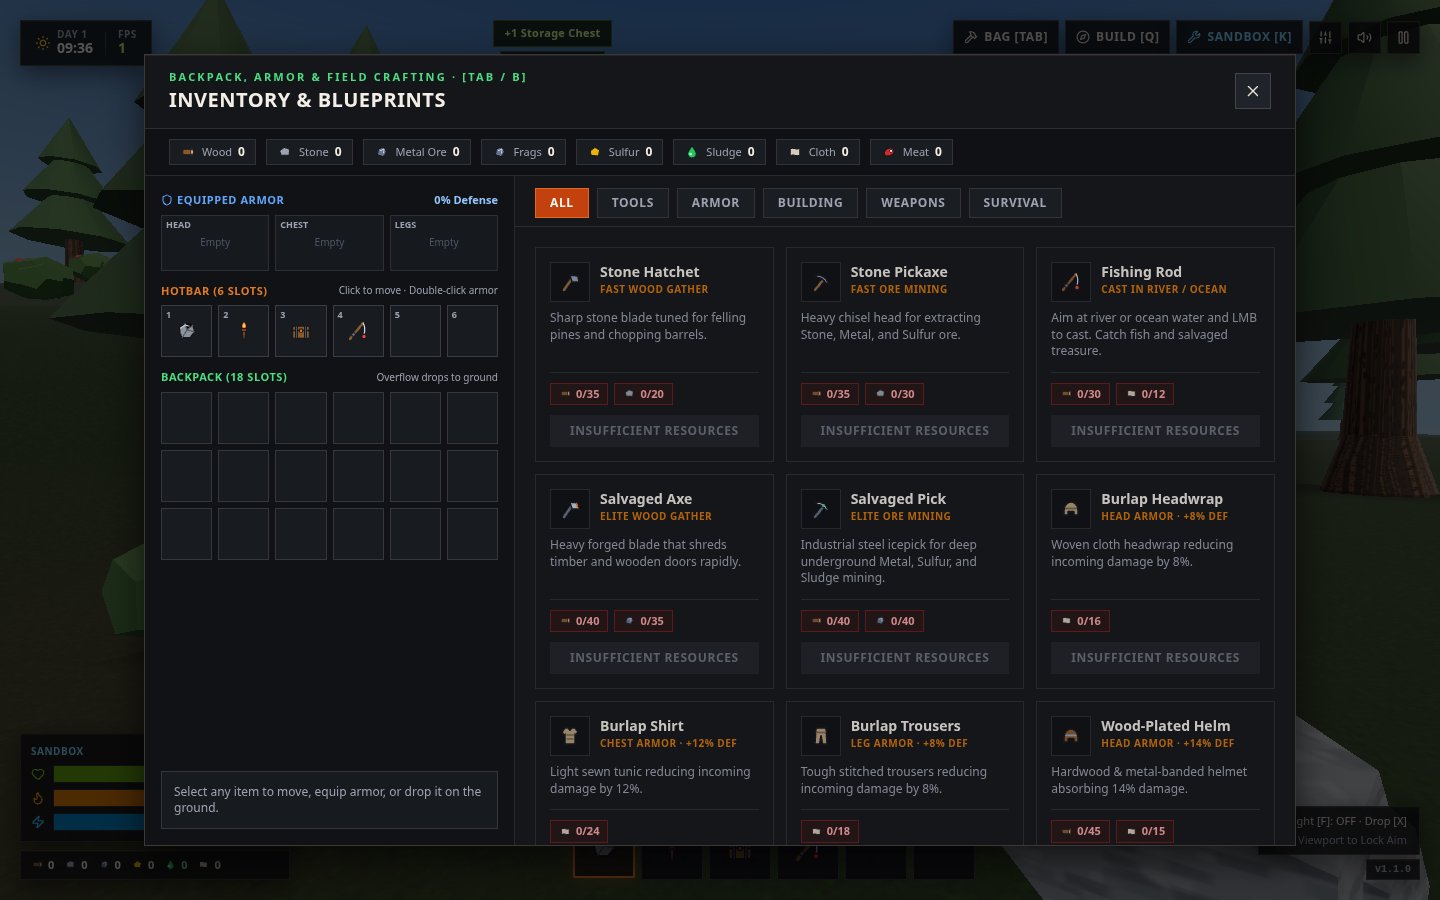 DAY 1
09:36
FPS
1
+1 Storage Chest
BAG [TAB]
BUILD [Q]
SANDBOX [K]
BACKPACK, ARMOR & FIELD CRAFTING · [TAB / B]
INVENTORY & BLUEPRINTS
Wood 0
Stone 0
Metal Ore 0
Frags 0
Sulfur 0
Sludge 0
Cloth 0
Meat 0
EQUIPPED ARMOR
0% Defense
HEAD
Empty
CHEST
Empty
LEGS
Empty
HOTBAR (6 SLOTS)
Click to move · Double-click armor
1
2
3
4
5
6
BACKPACK (18 SLOTS)
Overflow drops to ground
Select any item to move, equip armor, or drop it on the
ground.
ALL
TOOLS
ARMOR
BUILDING
WEAPONS
SURVIVAL
Stone Hatchet
FAST WOOD GATHER
Sharp stone blade tuned for felling
pines and chopping barrels.
0/35
0/20
INSUFFICIENT RESOURCES
Stone Pickaxe
FAST ORE MINING
Heavy chisel head for extracting
Stone, Metal, and Sulfur ore.
0/35
0/30
INSUFFICIENT RESOURCES
Fishing Rod
CAST IN RIVER / OCEAN
Aim at river or ocean water and LMB
to cast. Catch fish and salvaged
treasure.
0/30
0/12
INSUFFICIENT RESOURCES
Salvaged Axe
ELITE WOOD GATHER
Heavy forged blade that shreds
timber and wooden doors rapidly.
0/40
0/35
INSUFFICIENT RESOURCES
Salvaged Pick
ELITE ORE MINING
Industrial steel icepick for deep
underground Metal, Sulfur, and
Sludge mining.
0/40
0/40
INSUFFICIENT RESOURCES
Burlap Headwrap
HEAD ARMOR · +8% DEF
Woven cloth headwrap reducing
incoming damage by 8%.
0/16
INSUFFICIENT RESOURCES
Burlap Shirt
CHEST ARMOR · +12% DEF
Light sewn tunic reducing incoming
damage by 12%.
0/24
Burlap Trousers
LEG ARMOR · +8% DEF
Tough stitched trousers reducing
incoming damage by 8%.
0/18
Wood-Plated Helm
HEAD ARMOR · +14% DEF
Hardwood & metal-banded helmet
absorbing 14% damage.
0/45
0/15
SANDBOX
0 0 0 0 0 0
ght [F]: OFF · Drop [X]
Viewport to Lock Aim
v1.1.0